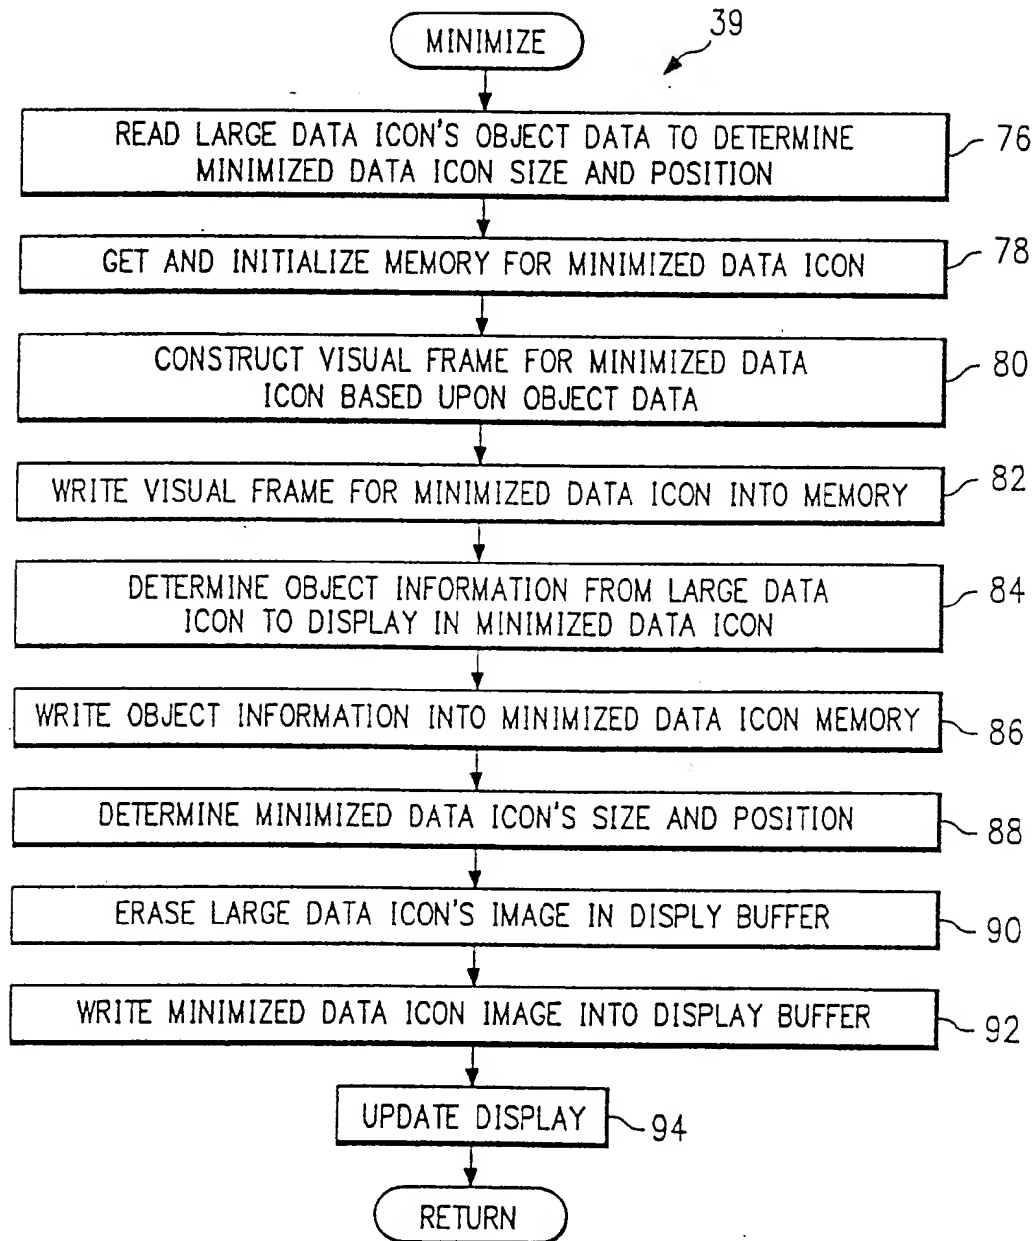 MINIMIZE
39
READ LARGE DATA ICON'S OBJECT DATA TO DETERMINE
MINIMIZED DATA ICON SIZE AND POSITION
76
GET AND INITIALIZE MEMORY FOR MINIMIZED DATA ICON
78
CONSTRUCT VISUAL FRAME FOR MINIMIZED DATA
ICON BASED UPON OBJECT DATA
80
WRITE VISUAL FRAME FOR MINIMIZED DATA ICON INTO MEMORY
82
DETERMINE OBJECT INFORMATION FROM LARGE DATA
ICON TO DISPLAY IN MINIMIZED DATA ICON
84
WRITE OBJECT INFORMATION INTO MINIMIZED DATA ICON MEMORY
86
DETERMINE MINIMIZED DATA ICON'S SIZE AND POSITION
88
ERASE LARGE DATA ICON'S IMAGE IN DISPLY BUFFER
90
WRITE MINIMIZED DATA ICON IMAGE INTO DISPLAY BUFFER
92
UPDATE DISPLAY
94
RETURN